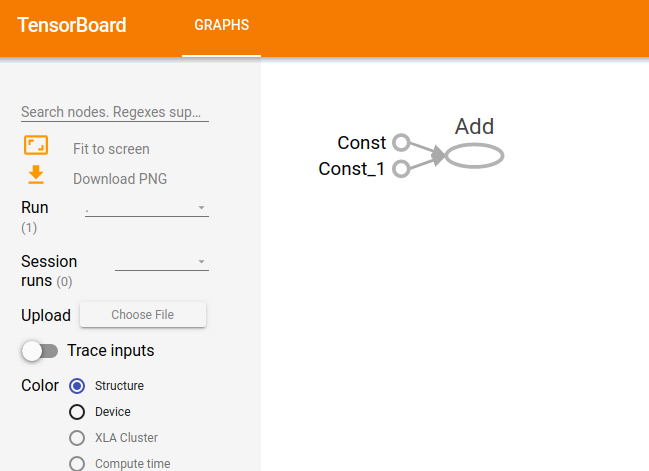 TensorBoard GRAPHS
Search nodes. Regexes sup...
Fit to screen
Download PNG
Run
(1)
.
Session
runs (0)
Upload Choose File
Trace inputs
Color Structure
Device
XLA Cluster
Compute time
Add
Const
Const_1